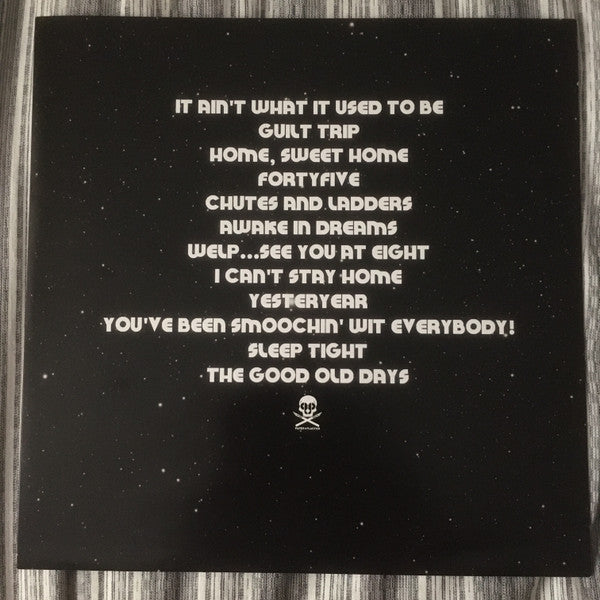 IT AIN'T WHAT IT USED TO BE
GUILT TRIP
HOME, SWEET HOME
FORTYFIVE
CHUTES AND LADDERS
AWAKE IN DREAMS
WELP...SEE YOU AT EIGHT
I CAN'T STAY HOME
YESTERYEAR
YOU'VE BEEN SMOOCHIN' WIT EVERYBODY!
SLEEP TIGHT
THE GOOD OLD DAYS